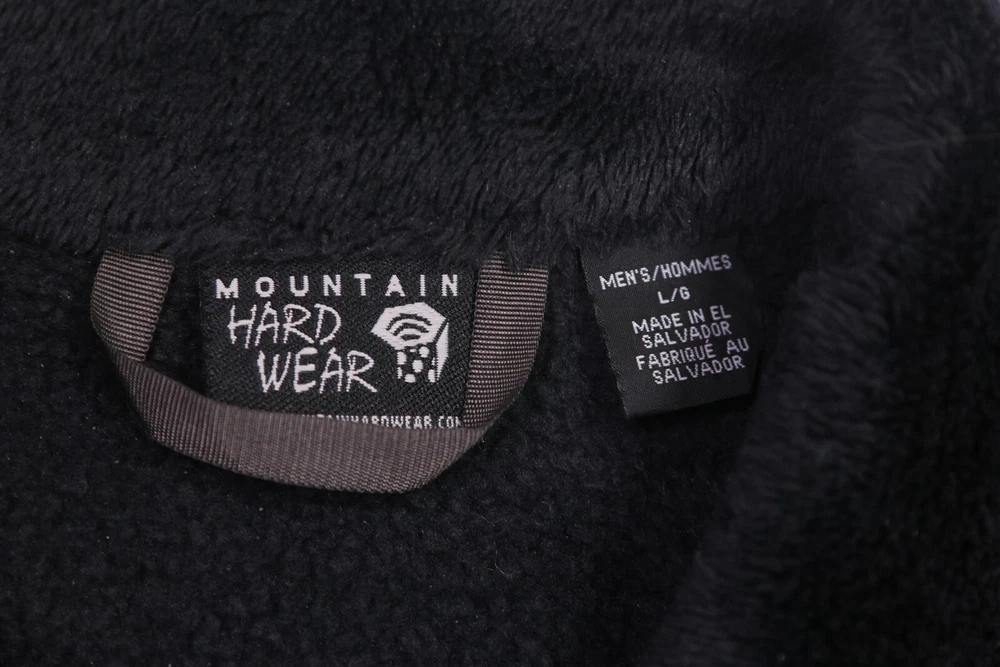 MOUNTAIN
HARD
WEAR
MEN'S/HOMMES
L/G
MADE IN EL
SALVADOR
FABRIQUÉ AU
SALVADOR